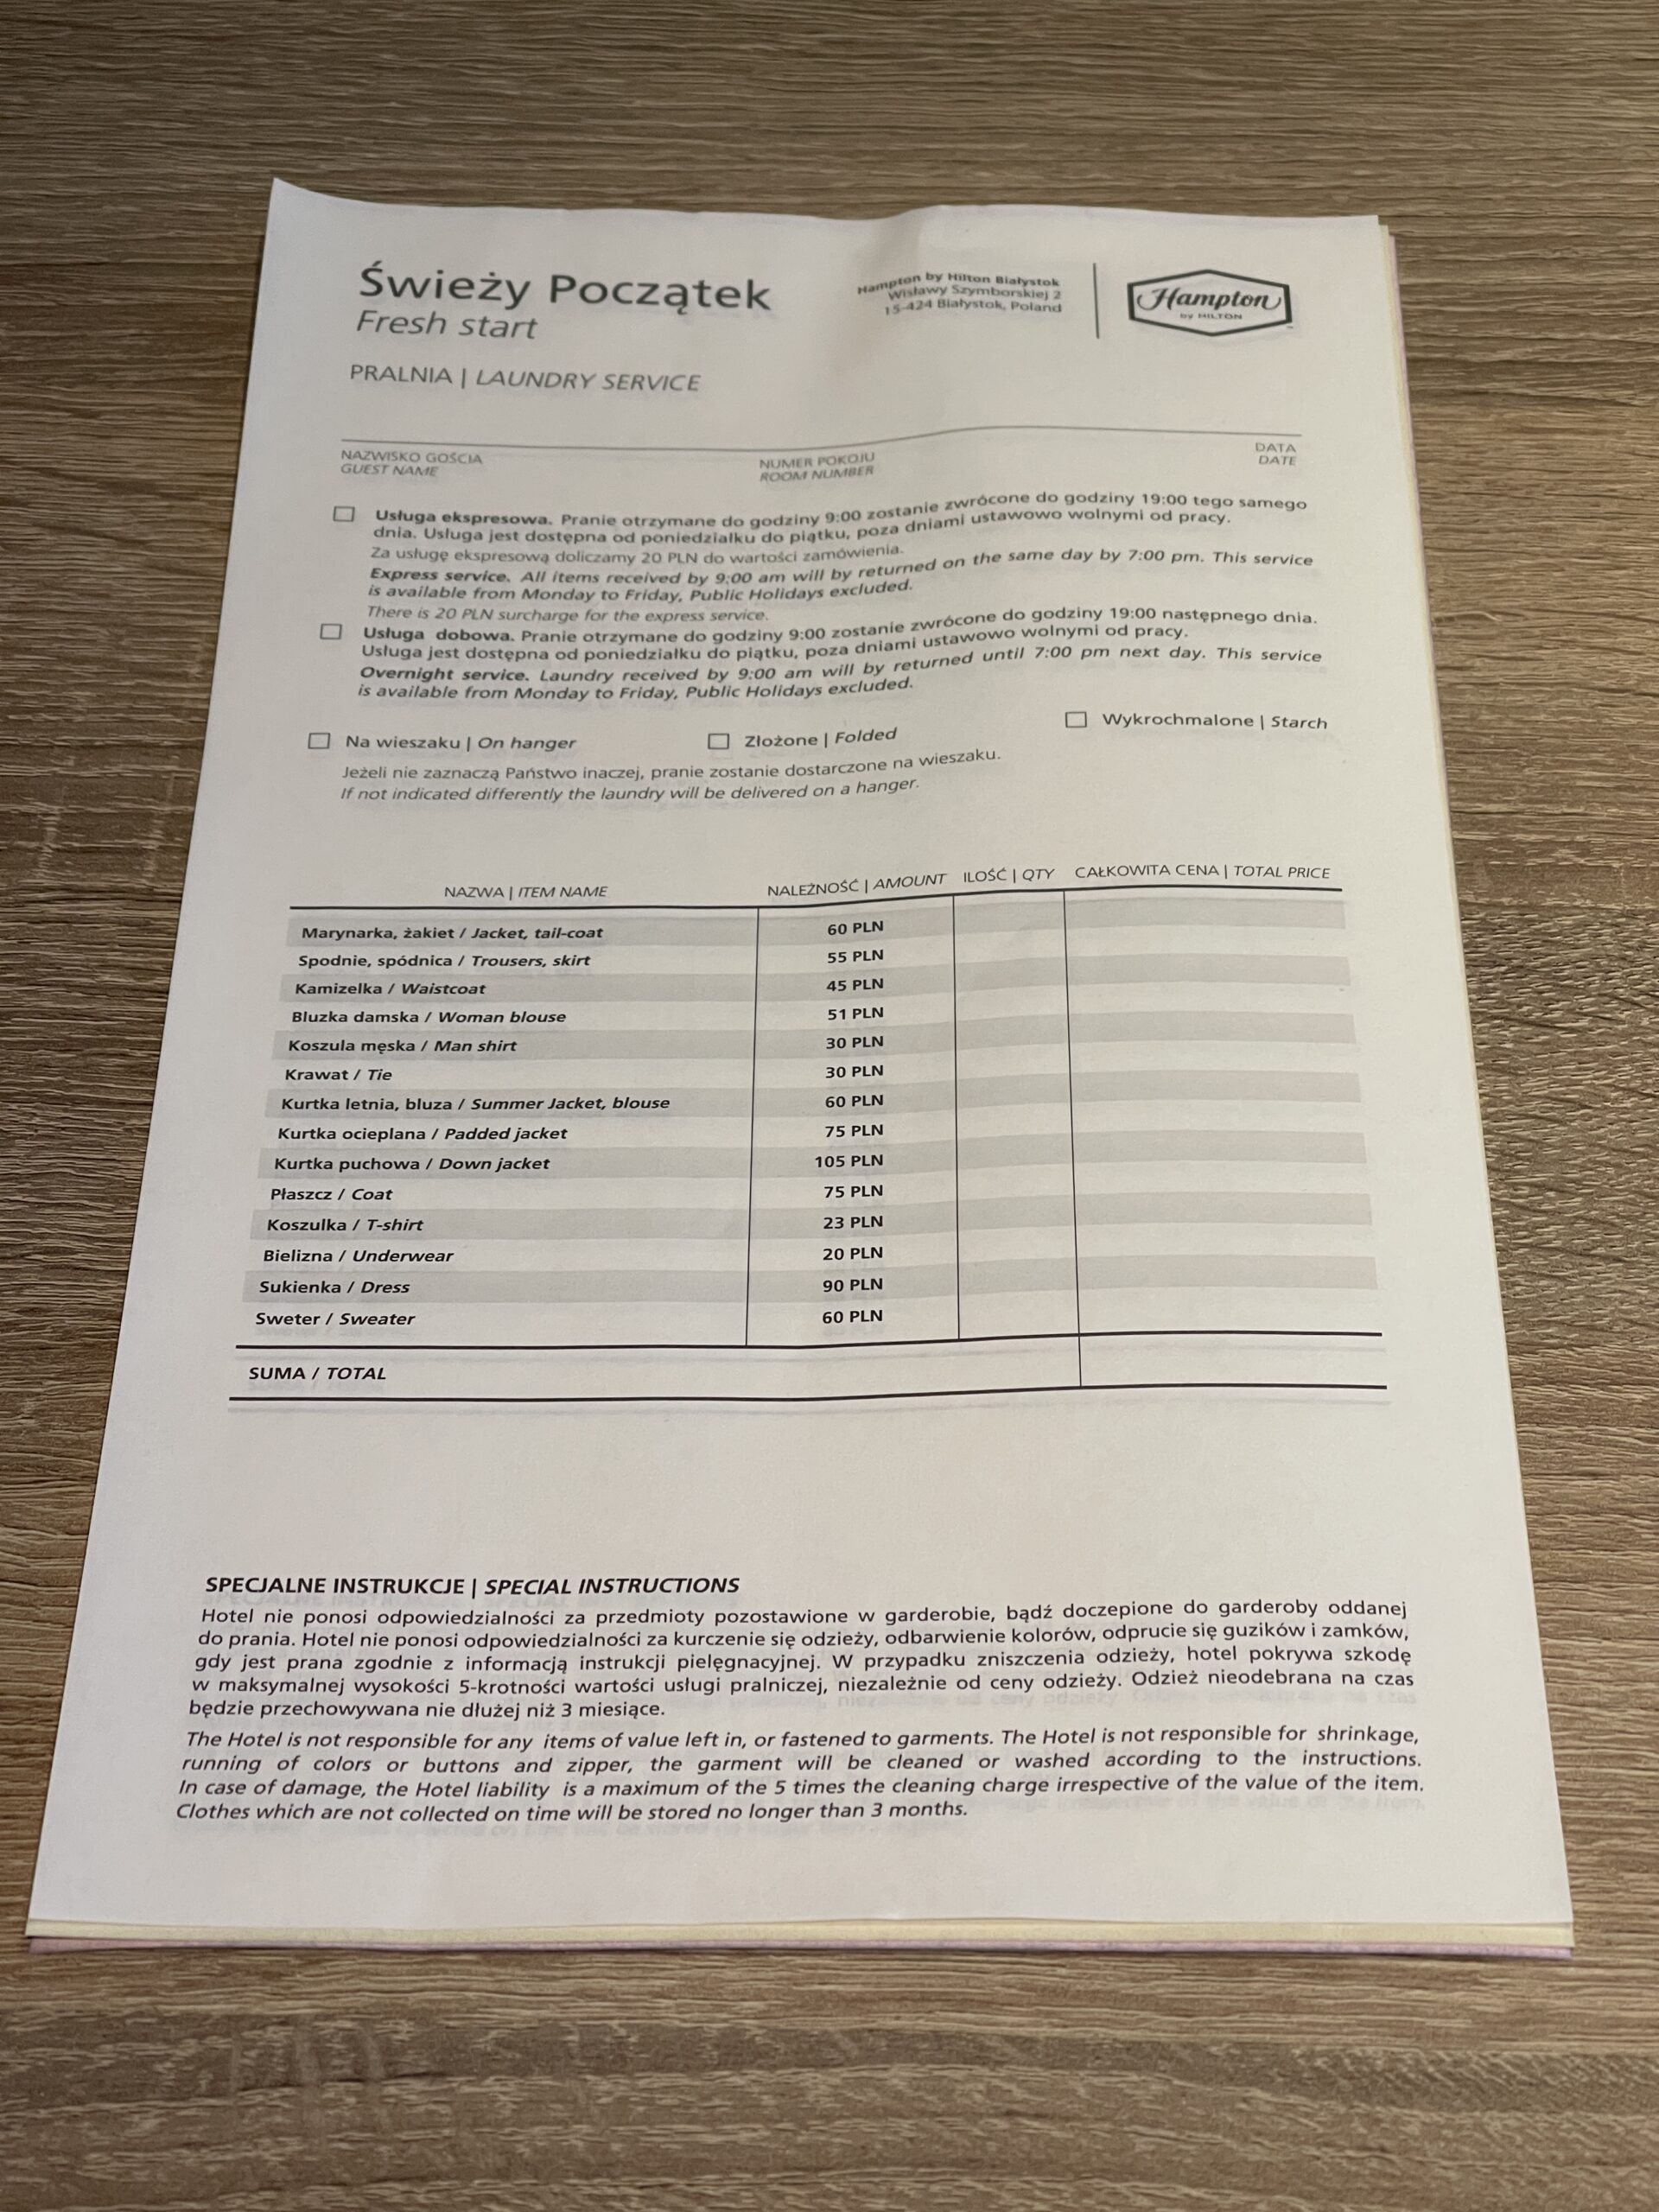 Świeży Początek
Fresh start
Hampton by Hilton Białystok
Wisławy Szymborskiej 2
15-424 Białystok, Poland
Hampton
by HILTON
PRALNIA | LAUNDRY SERVICE
NAZWISKO GOŚCIA
GUEST NAME
NUMER POKOJU
ROOM NUMBER
DATA
DATE
Usługa ekspresowa. Pranie otrzymane do godziny 9:00 zostanie zwrócone do godziny 19:00 tego samego
dnia. Usługa jest dostępna od poniedziałku do piątku, poza dniami ustawowo wolnymi od pracy.
Za usługę ekspresową doliczamy 20 PLN do wartości zamówienia.
Express service. All items received by 9:00 am will by returned on the same day by 7:00 pm. This service
is available from Monday to Friday, Public Holidays excluded.
There is 20 PLN surcharge for the express service.
Usługa dobowa. Pranie otrzymane do godziny 9:00 zostanie zwrócone do godziny 19:00 następnego dnia.
Usługa jest dostępna od poniedziałku do piątku, poza dniami ustawowo wolnymi od pracy.
Overnight service. Laundry received by 9:00 am will by returned until 7:00 pm next day. This service
is available from Monday to Friday, Public Holidays excluded.
Na wieszaku | On hanger
Złożone | Folded
Wykrochmalone | Starch
Jeżeli nie zaznaczą Państwo inaczej, pranie zostanie dostarczone na wieszaku.
If not indicated differently the laundry will be delivered on a hanger.
NAZWA | ITEM NAME NALEŻNOŚĆ | AMOUNT ILOŚĆ | QTY CAŁKOWITA CENA | TOTAL PRICE
Marynarka, żakiet / Jacket, tail-coat 60 PLN
Spodnie, spódnica / Trousers, skirt 55 PLN
Kamizelka / Waistcoat 45 PLN
Bluzka damska / Woman blouse 51 PLN
Koszula męska / Man shirt 30 PLN
Krawat / Tie 30 PLN
Kurtka letnia, bluza / Summer Jacket, blouse 60 PLN
Kurtka ocieplana / Padded jacket 75 PLN
Kurtka puchowa / Down jacket 105 PLN
Płaszcz / Coat 75 PLN
Koszulka / T-shirt 23 PLN
Bielizna / Underwear 20 PLN
Sukienka / Dress 90 PLN
Sweter / Sweater 60 PLN
SUMA / TOTAL
SPECJALNE INSTRUKCJE | SPECIAL INSTRUCTIONS
Hotel nie ponosi odpowiedzialności za przedmioty pozostawione w garderobie, bądź doczepione do garderoby oddanej
do prania. Hotel nie ponosi odpowiedzialności za kurczenie się odzieży, odbarwienie kolorów, odprucie się guzików i zamków,
gdy jest prana zgodnie z informacją instrukcji pielęgnacyjnej. W przypadku zniszczenia odzieży, hotel pokrywa szkodę
w maksymalnej wysokości 5-krotności wartości usługi pralniczej, niezależnie od ceny odzieży. Odzież nieodebrana na czas
będzie przechowywana nie dłużej niż 3 miesiące.
The Hotel is not responsible for any items of value left in, or fastened to garments. The Hotel is not responsible for shrinkage,
running of colors or buttons and zipper, the garment will be cleaned or washed according to the instructions.
In case of damage, the Hotel liability is a maximum of the 5 times the cleaning charge irrespective of the value of the item.
Clothes which are not collected on time will be stored no longer than 3 months.